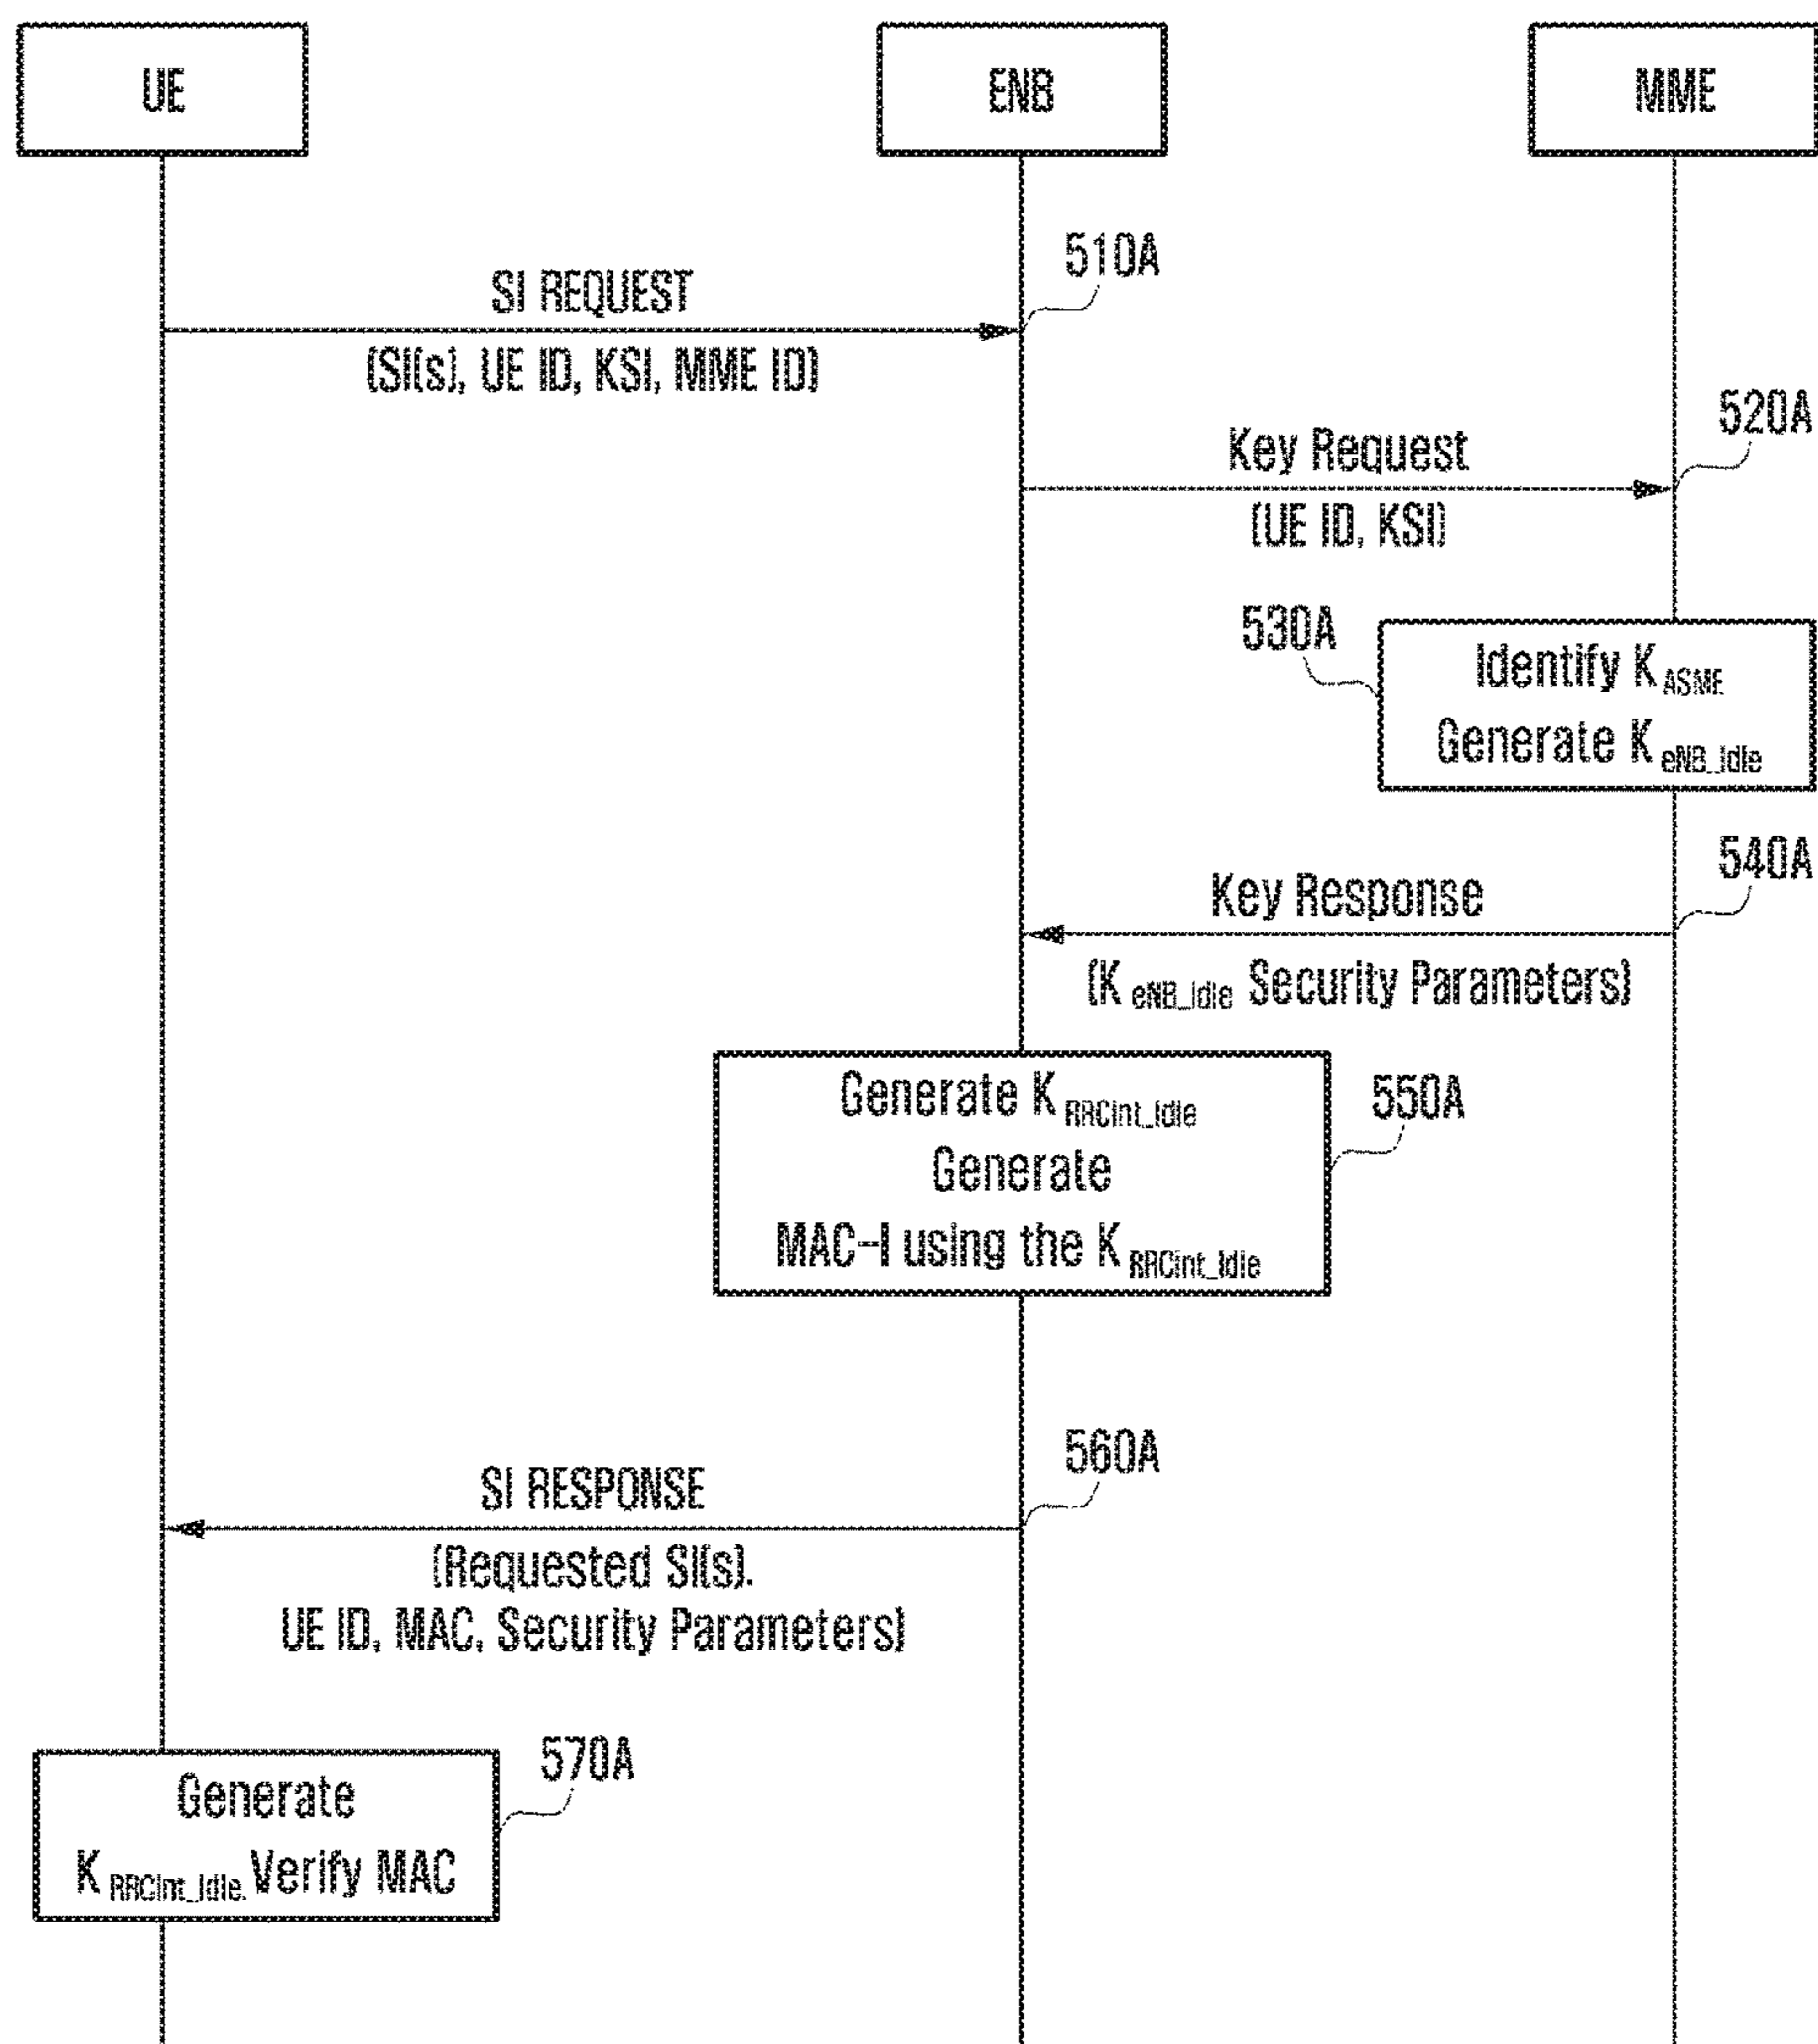 UE
ENB
MME
510A
SI REQUEST
(SI(s), UE ID, KSI, MME ID)
520A
Key Request
(UE ID, KSI)
530A
Identify K ASME
Generate K eNB_Idle
540A
Key Response
(K eNB_Idle Security Parameters)
Generate K RRCint_Idle
Generate
MAC-I using the K RRCint_Idle
550A
560A
SI RESPONSE
(Requested SI(s).
UE ID, MAC, Security Parameters)
570A
Generate
K RRCint_Idle. Verify MAC